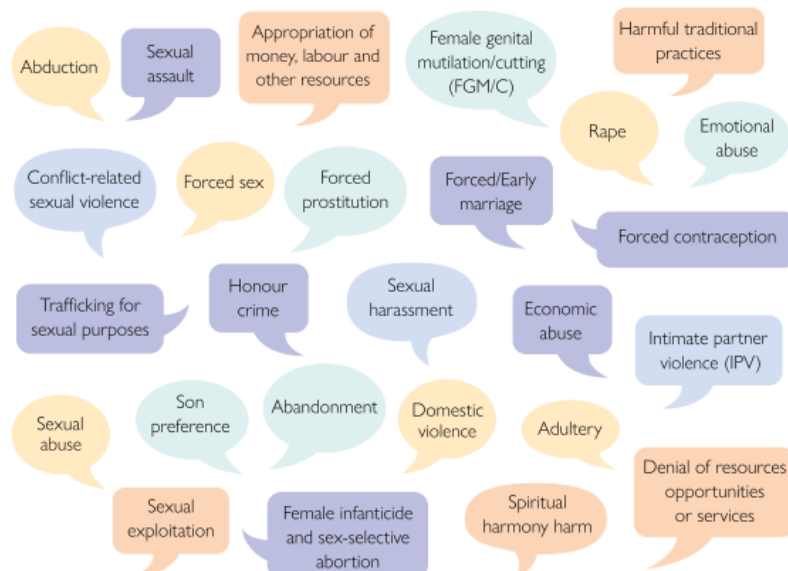 Abduction
Sexual
assault
Appropriation of
money, labour and
other resources
Female genital
mutilation/cutting
(FGM/C)
Harmful traditional
practices
Rape
Emotional
abuse
Conflict-related
sexual violence
Forced sex
Forced
prostitution
Forced/Early
marriage
Forced contraception
Trafficking for
sexual purposes
Honour
crime
Sexual
harassment
Economic
abuse
Intimate partner
violence (IPV)
Sexual
abuse
Son
preference
Abandonment
Domestic
violence
Adultery
Denial of resources
opportunities
or services
Sexual
exploitation
Female infanticide
and sex-selective
abortion
Spiritual
harmony harm